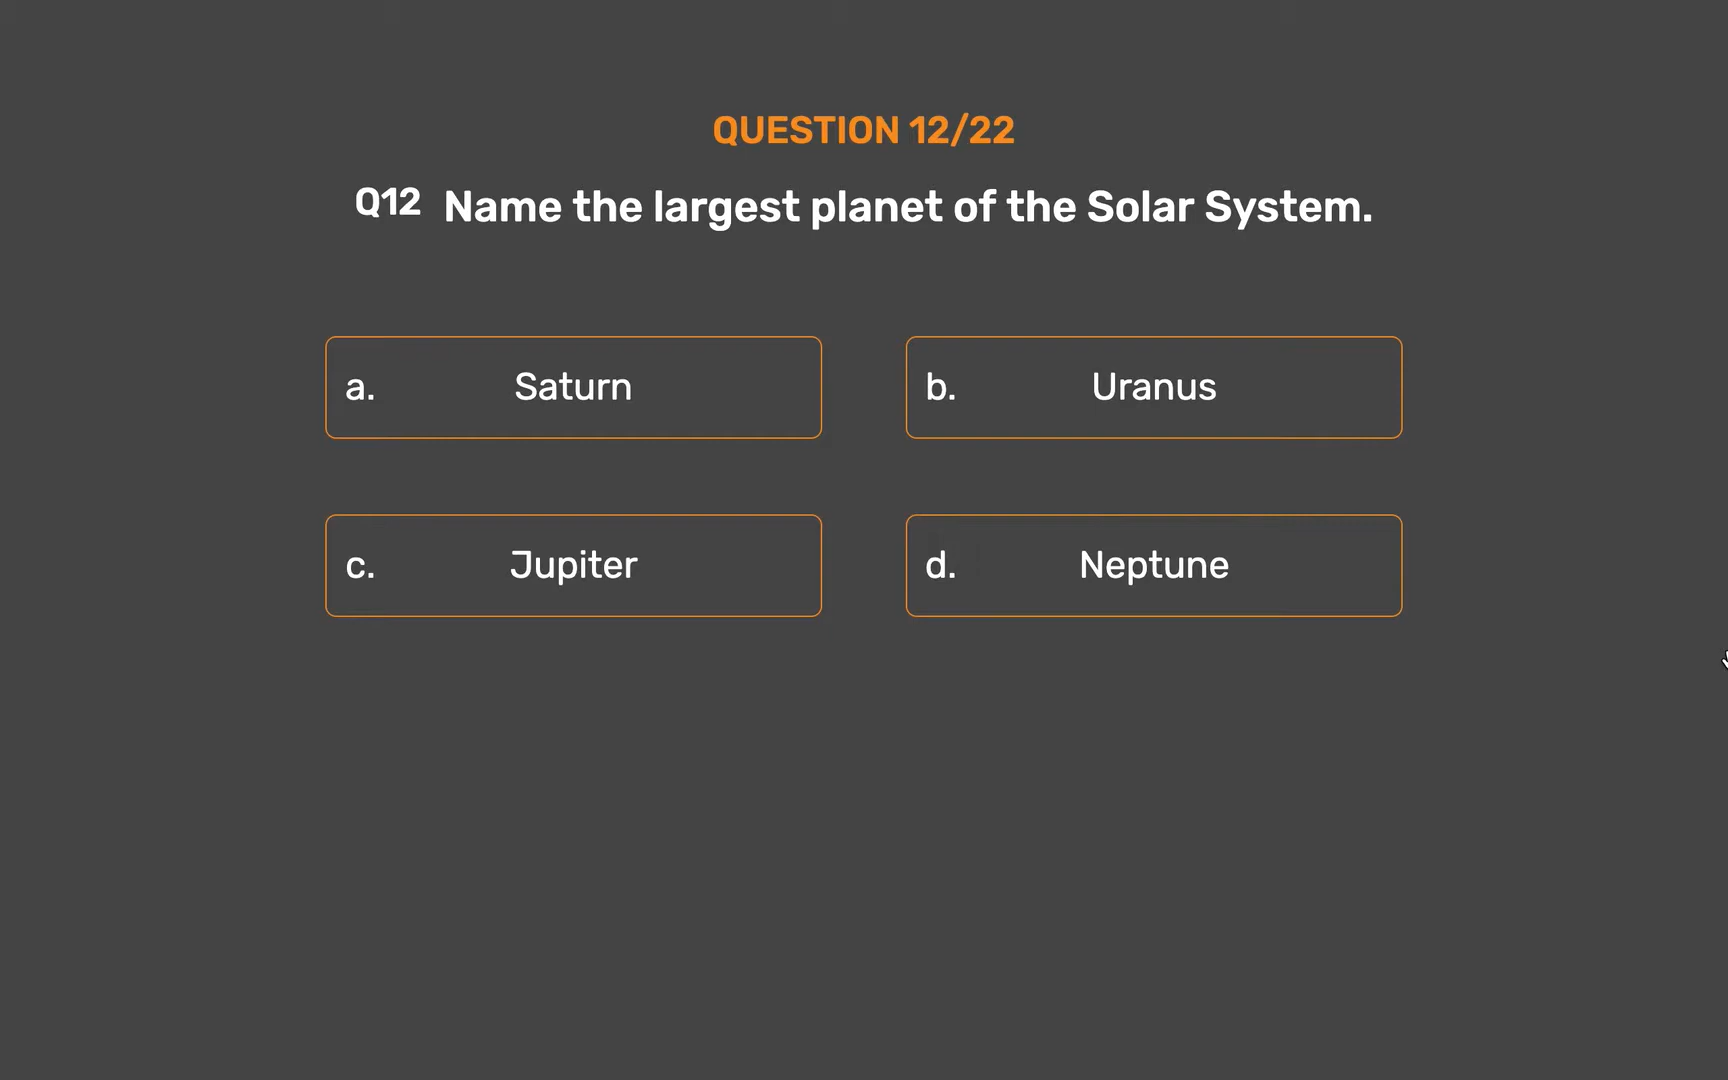 QUESTION 12/22
Q12 Name the largest planet of the Solar System.
a. Saturn
b. Uranus
c. Jupiter
d. Neptune